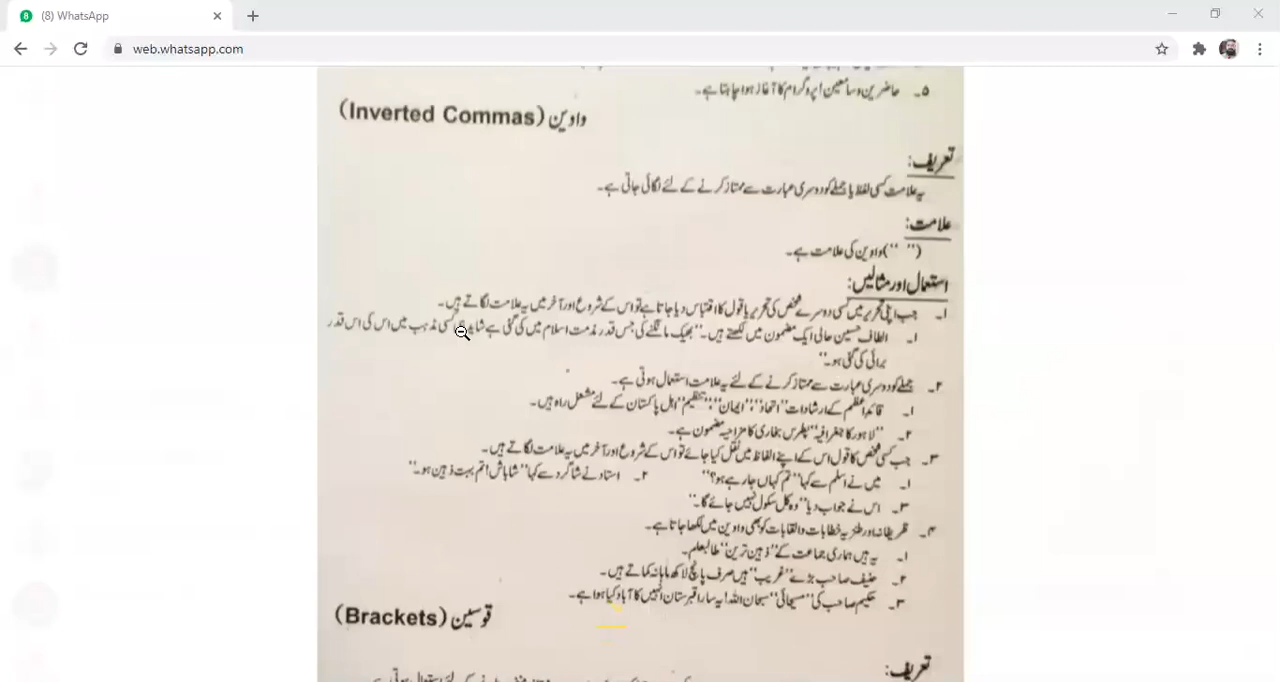 (8) WhatsApp
web.whatsapp.com
۵۔ حاضرین و سامعین! پروگرام کا آغاز ہوا چاہتا ہے۔
واوین (Inverted Commas)
تعریف:
یہ علامت کسی لفظ یا جملے کو دوسری عبارت سے ممتاز کرنے کے لئے لگائی جاتی ہے۔
علامت:
(" ") واوین کی علامت ہے۔
استعمال اور مثالیں:
۱۔ جب اپنی تحریر میں کسی دوسرے شخص کی تحریر یا قول کا اقتباس دیا جاتا ہے تو اس کے شروع اور آخر میں یہ علامت لگاتے ہیں۔
۱۔ الطاف حسین حالی ایک مضمون میں لکھتے ہیں۔ "بھیک مانگنے کی جس قدر مذمت اسلام میں کی گئی ہے شاید کسی مذہب میں اس کی اس قدر
برائی کی گئی ہو۔"
۲۔ جملے کو دوسری عبارت سے ممتاز کرنے کے لئے یہ علامت استعمال ہوتی ہے۔
۱۔ قائد اعظم کے ارشادات "اتحاد"، "ایمان"، "تنظیم" اہل پاکستان کے لئے مشعل راہ ہیں۔
۲۔ "لاہور کا جغرافیہ" پطرس بخاری کا مزاحیہ مضمون ہے۔
۳۔ جب کسی شخص کا قول اس کے اپنے الفاظ میں نقل کیا جائے تو اس کے شروع اور آخر میں یہ علامت لگاتے ہیں۔
۱۔ میں نے اسلم سے کہا "تم کہاں جا رہے ہو؟" ۲۔ استاد نے شاگرد سے کہا "شاباش! تم بہت ذہین ہو۔"
۳۔ اس نے جواب دیا "وہ کل سکول نہیں جائے گا۔"
۴۔ ظریفانہ اور طنزیہ خطابات و القابات کو بھی واوین میں لکھا جاتا ہے۔
۱۔ یہ ہیں ہماری جماعت کے "ذہین ترین" طالبعلم۔
۲۔ حنیف صاحب بڑے "غریب" ہیں صرف پانچ لاکھ ماہانہ کماتے ہیں۔
۳۔ حکیم صاحب کی "مسیحائی" سبحان اللہ! یہ سارا قبرستان انہیں کا آباد کیا ہوا ہے۔
قوسین (Brackets)
تعریف: